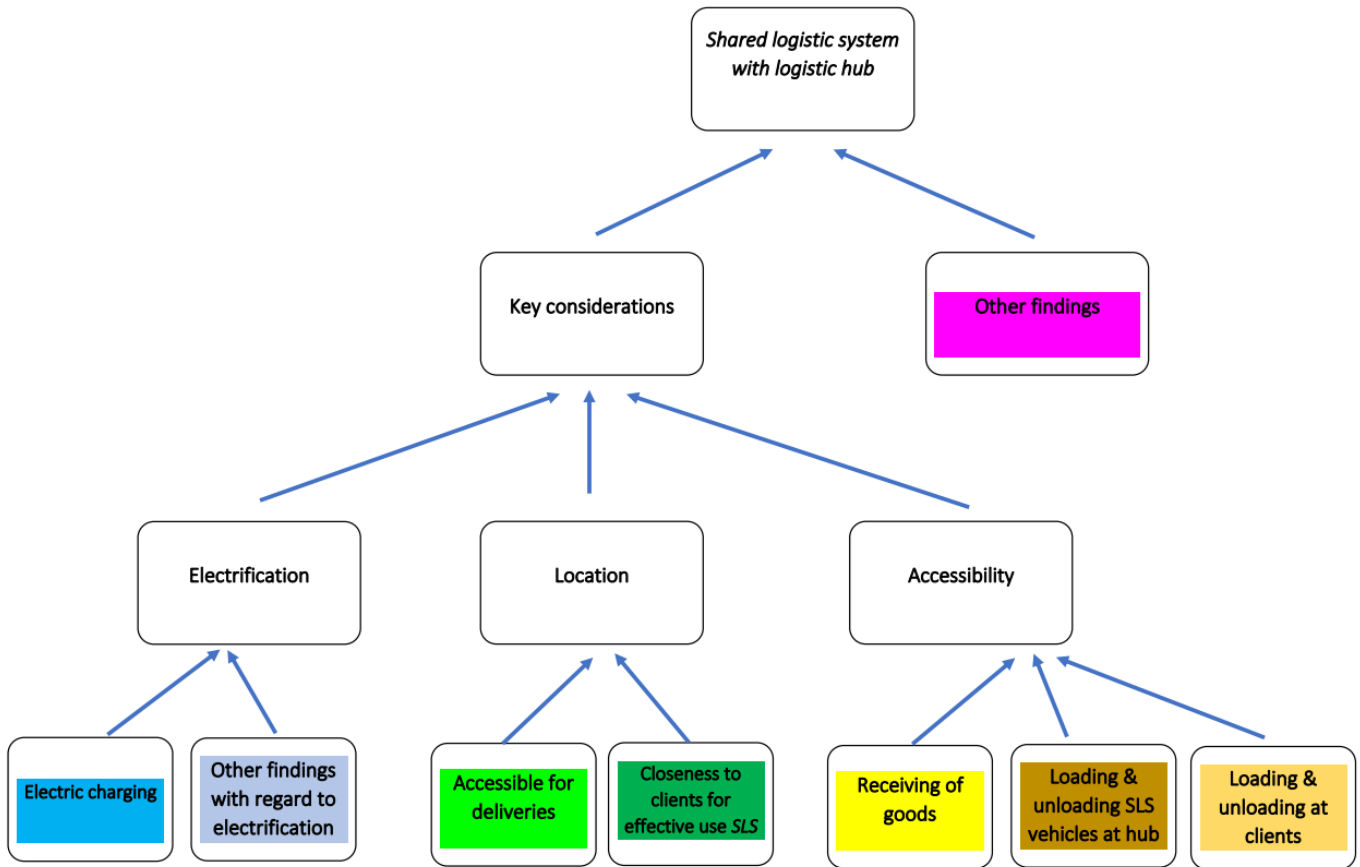 Shared logistic system
with logistic hub
Key considerations
Other findings
Electrification
Location
Accessibility
Electric charging
Other findings
with regard to
electrification
Accessible for
deliveries
Closeness to
clients for
effective use SLS
Receiving of
goods
Loading &
unloading SLS
vehicles at hub
Loading &
unloading at
clients